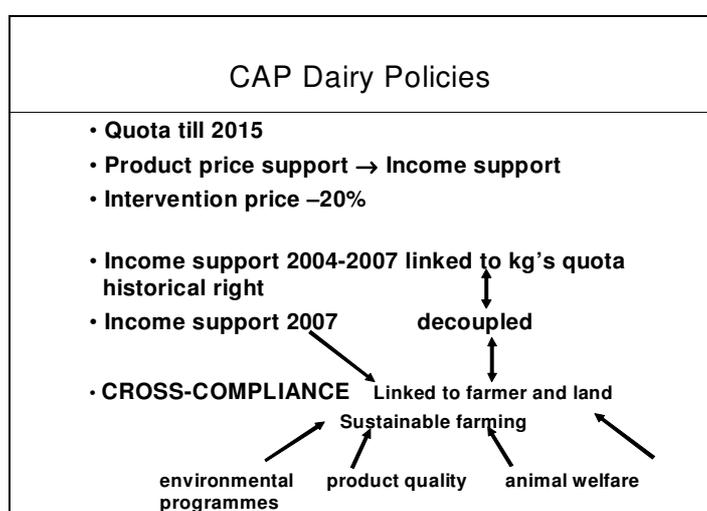 CAP Dairy Policies
• Quota till 2015
• Product price support → Income support
• Intervention price –20%
• Income support 2004-2007 linked to kg's quota
historical right
• Income support 2007 decoupled
• CROSS-COMPLIANCE Linked to farmer and land
Sustainable farming
environmental product quality animal welfare
programmes